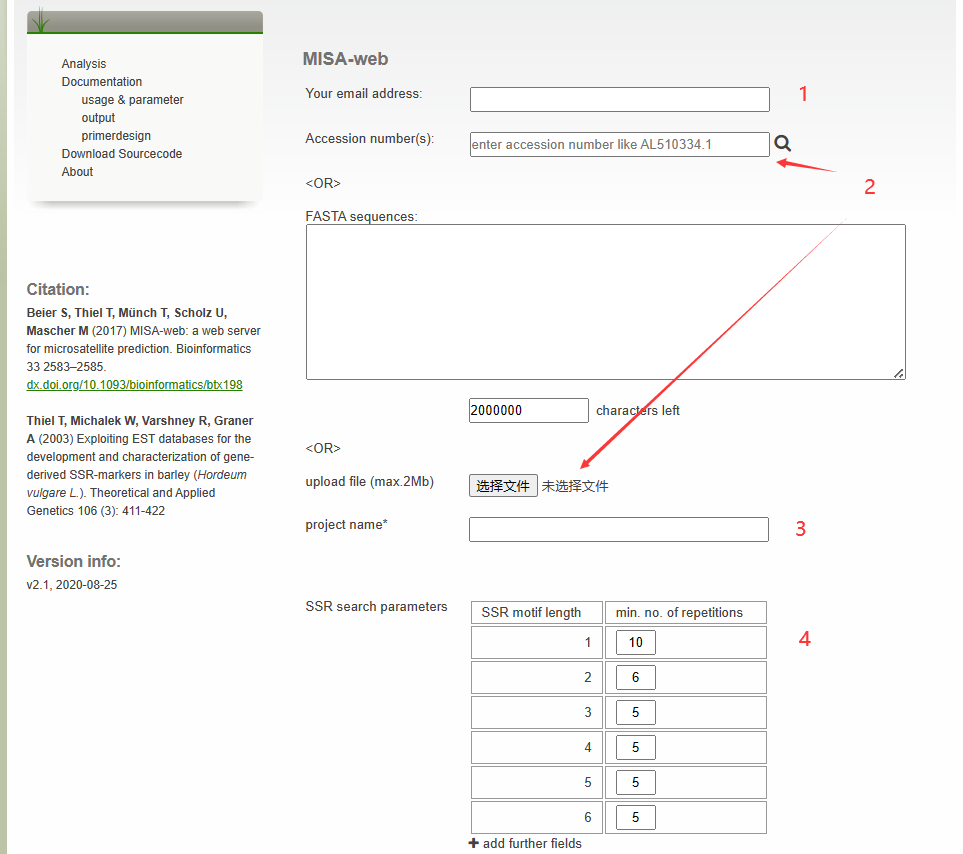 Analysis
Documentation
usage & parameter
output
primerdesign
Download Sourcecode
About
Citation:
Beier S, Thiel T, Münch T, Scholz U,
Mascher M (2017) MISA-web: a web server
for microsatellite prediction. Bioinformatics
33 2583–2585.
dx.doi.org/10.1093/bioinformatics/btx198
Thiel T, Michalek W, Varshney R, Graner
A (2003) Exploiting EST databases for the
development and characterization of gene-
derived SSR-markers in barley (Hordeum
vulgare L.). Theoretical and Applied
Genetics 106 (3): 411-422
Version info:
v2.1, 2020-08-25
MISA-web
Your email address: 1
Accession number(s): enter accession number like AL510334.1
2
<OR>
FASTA sequences:
2000000 characters left
<OR>
upload file (max.2Mb) 选择文件 未选择文件
project name* 3
SSR search parameters SSR motif length min. no. of repetitions
4
1 10
2 6
3 5
4 5
5 5
6 5
+ add further fields